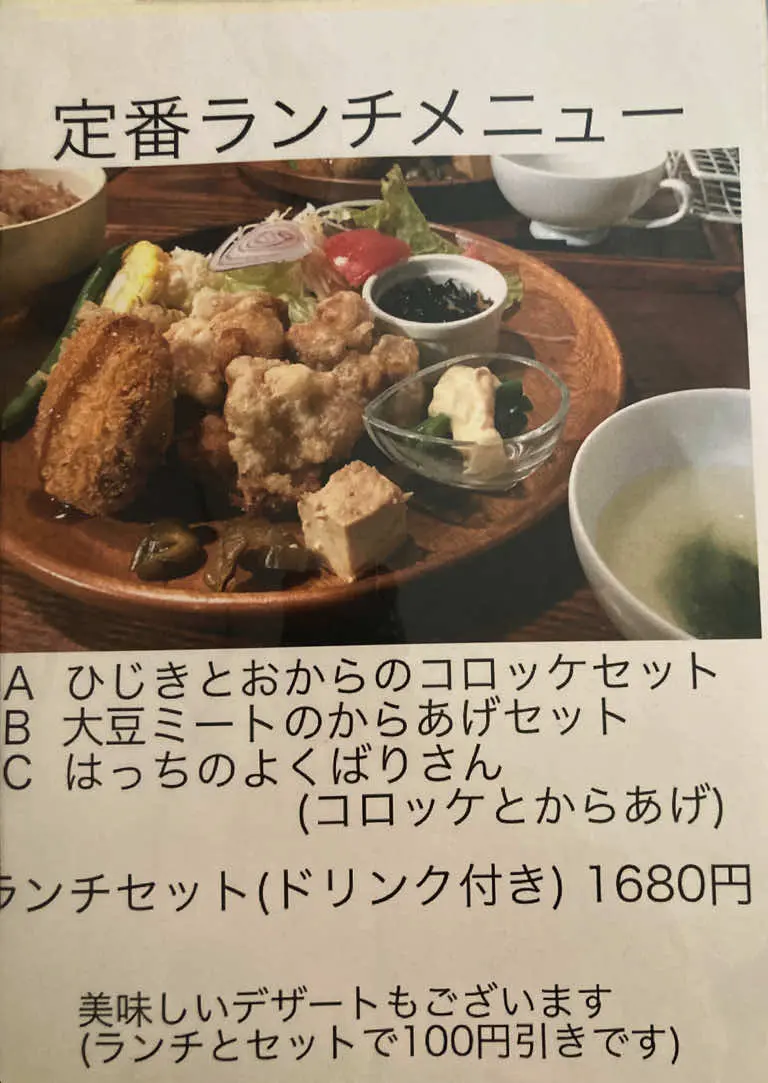 定番ランチメニュー
A ひじきとおからのコロッケセット
B 大豆ミートのからあげセット
C はっちのよくばりさん
(コロッケとからあげ)
ランチセット(ドリンク付き) 1680円
美味しいデザートもございます
(ランチとセットで100円引きです)